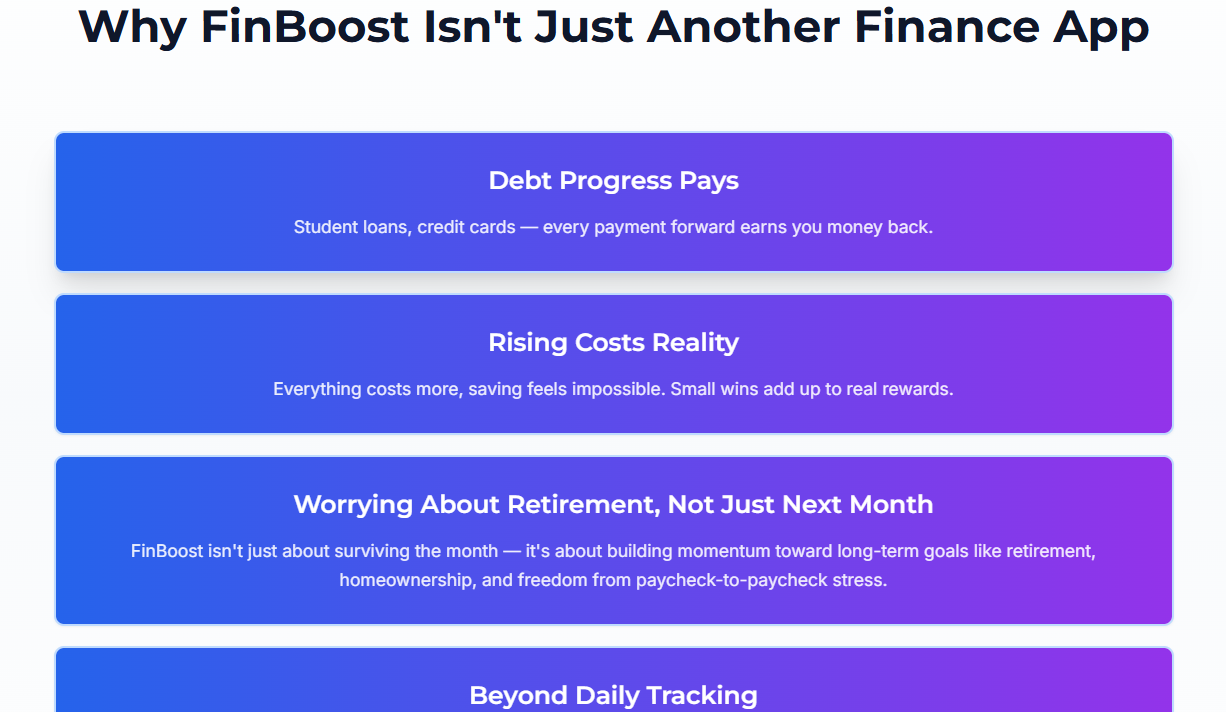 Why FinBoost Isn't Just Another Finance App
Debt Progress Pays
Student loans, credit cards — every payment forward earns you money back.
Rising Costs Reality
Everything costs more, saving feels impossible. Small wins add up to real rewards.
Worrying About Retirement, Not Just Next Month
FinBoost isn't just about surviving the month — it's about building momentum toward long-term goals like retirement,
homeownership, and freedom from paycheck-to-paycheck stress.
Beyond Daily Tracking